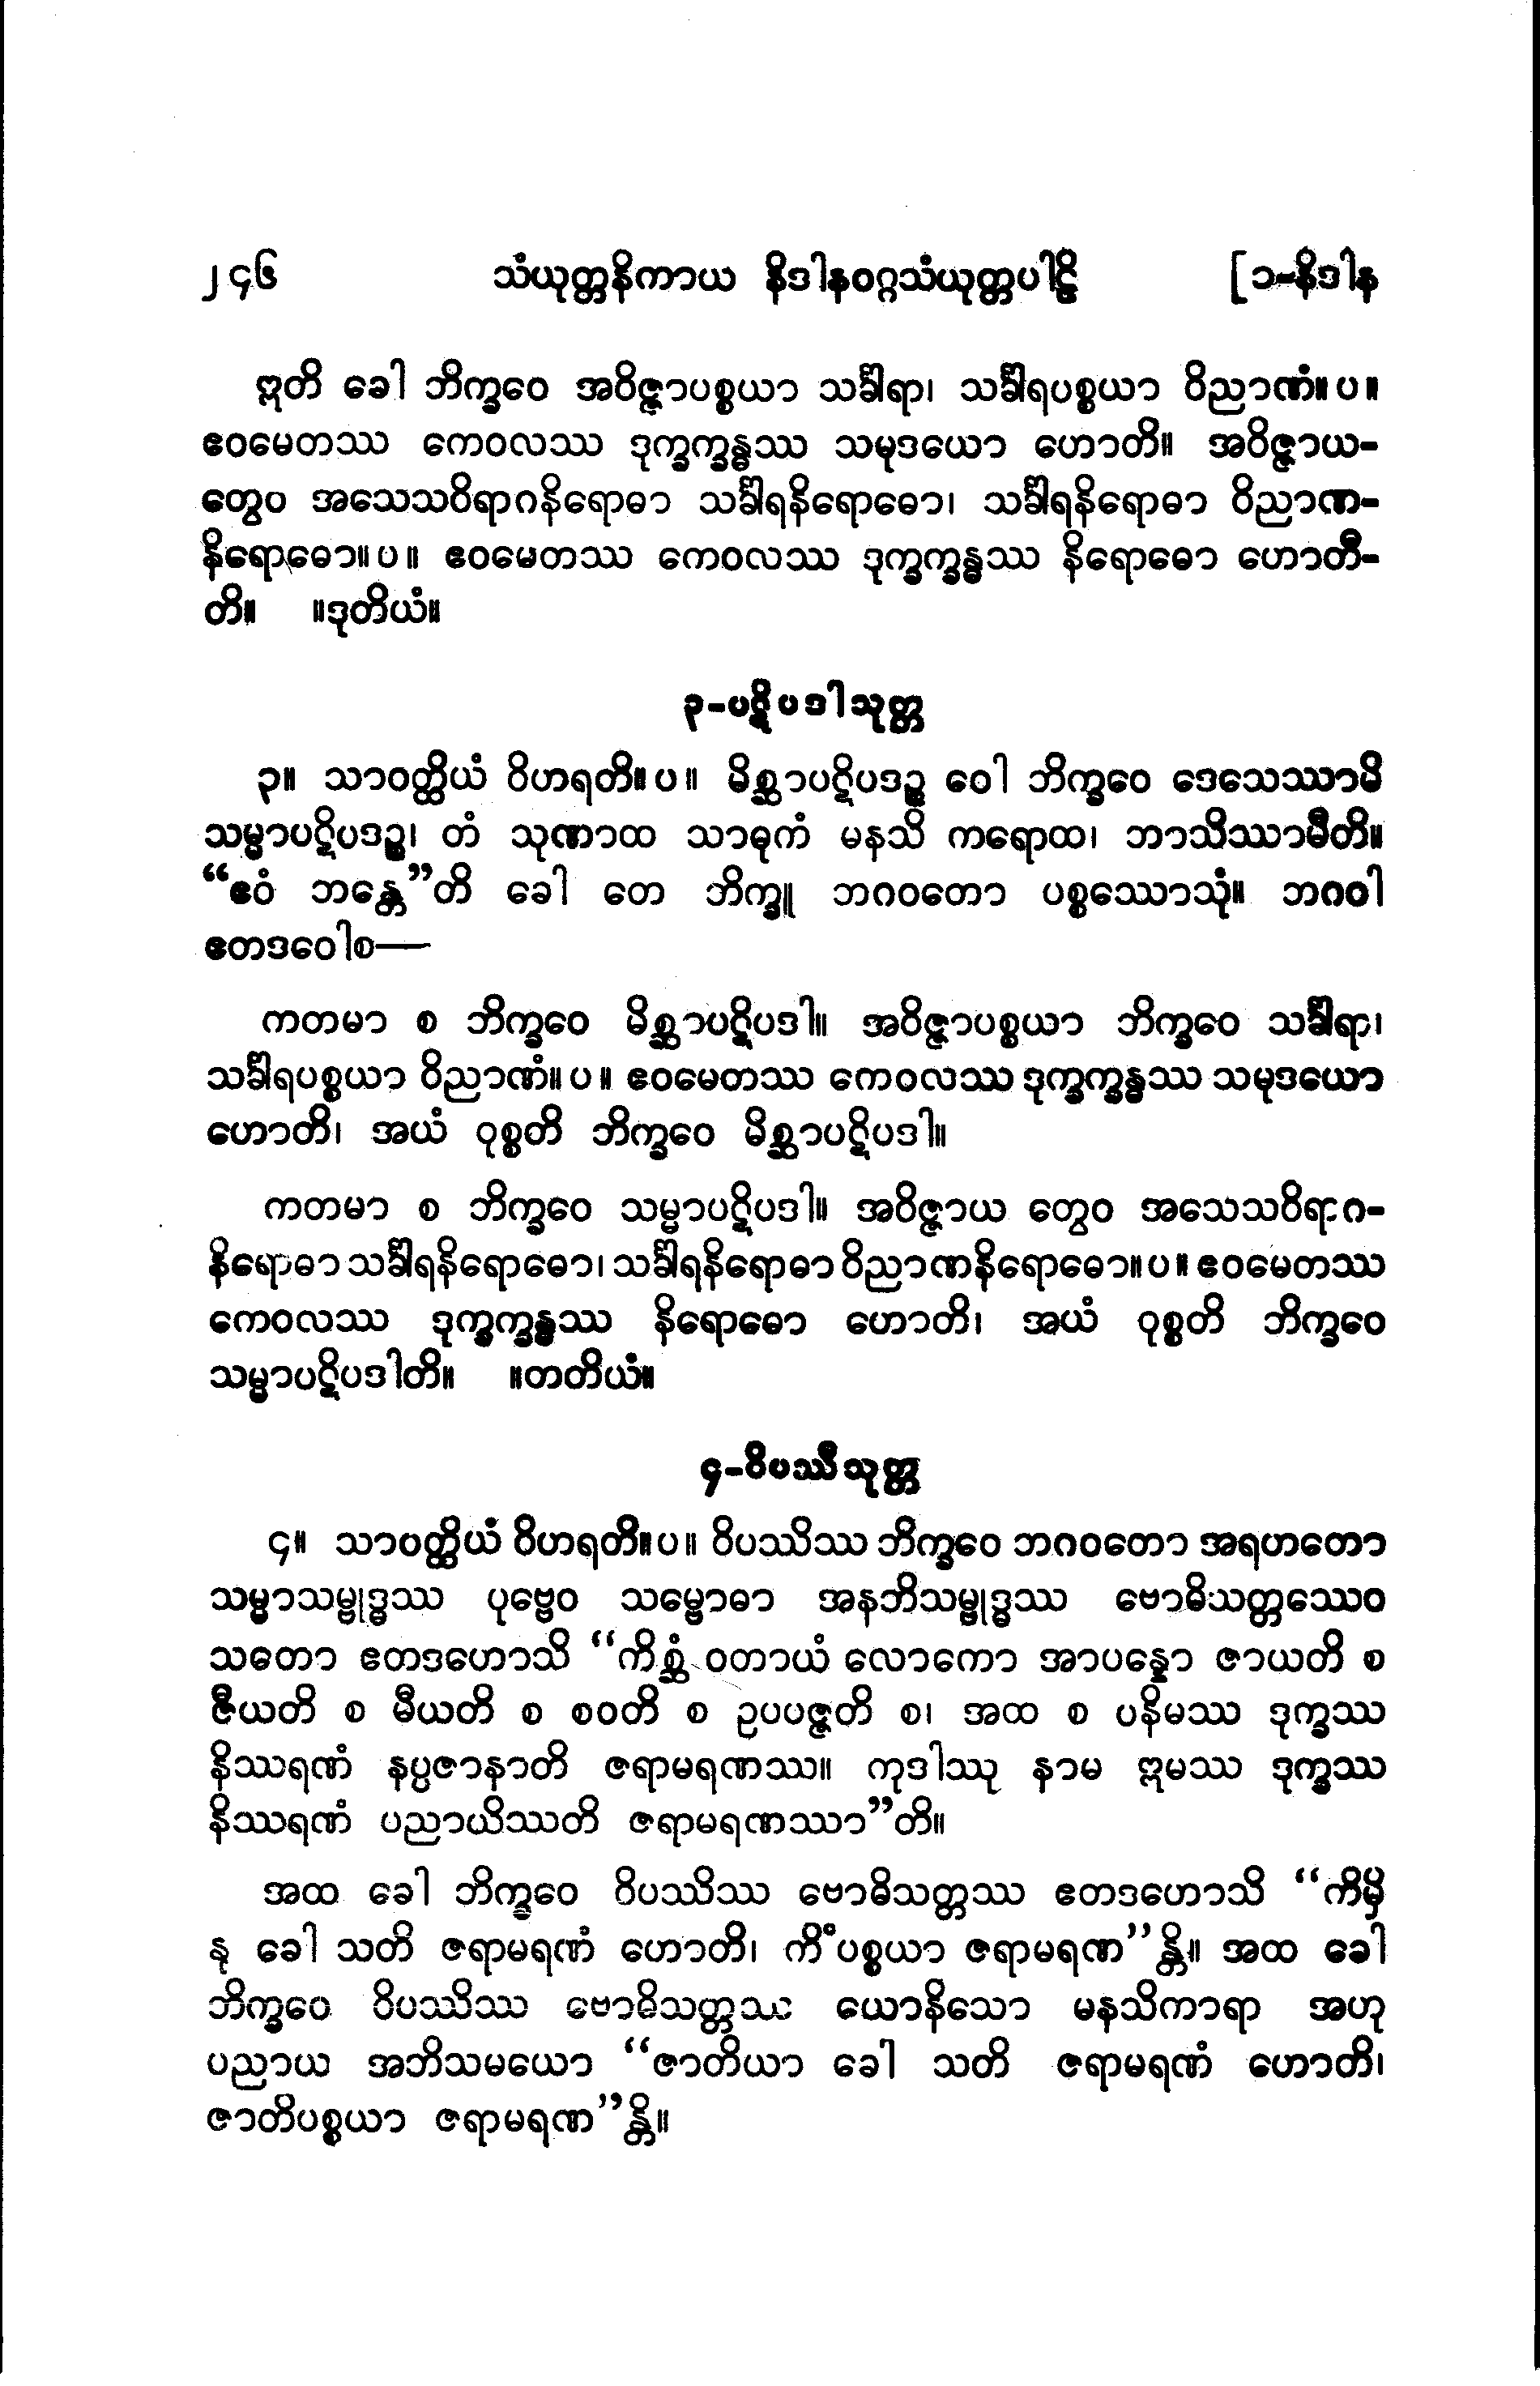 ၂၄၆ သံယုတ္တနိကာယ နိဒါနဝဂ္ဂသံယုတ္တပါဠိ [၁-နိဒါန
ဣတိ ခေါ ဘိက္ခဝေ အဝိဇ္ဇာပစ္စယာ သင်္ခါရာ၊ သင်္ခါရပစ္စယာ ဝိညာဏံ။ပ။
ဧဝမေတဿ ကေဝလဿ ဒုက္ခက္ခန္ဓဿ သမုဒယော ဟောတိ။ အဝိဇ္ဇာယ-
တွေဝ အသေသဝိရာဂနိရောဓာ သင်္ခါရနိရောဓော၊ သင်္ခါရနိရောဓာ ဝိညာဏ-
နိရောဓော။ပ။ ဧဝမေတဿ ကေဝလဿ ဒုက္ခက္ခန္ဓဿ နိရောဓော ဟောတီ-
တိ။ ။ဒုတိယံ။
၃-ပဋိပဒါသုတ္တ
၃။ သာဝတ္ထိယံ ဝိဟရတိ။ပ။ မိစ္ဆာပဋိပဒဉ္စ ဝေါ ဘိက္ခဝေ ဒေသေဿာမိ
သမ္မာပဋိပဒဉ္စ၊ တံ သုဏာထ သာဓုကံ မနသိ ကရောထ၊ ဘာသိဿာမီတိ။
“ဧဝံ ဘန္တေ”တိ ခေါ တေ ဘိက္ခူ ဘဂဝတော ပစ္စဿောသုံ။ ဘဂဝါ
ဧတဒဝေါစ—
ကတမာ စ ဘိက္ခဝေ မိစ္ဆာပဋိပဒါ။ အဝိဇ္ဇာပစ္စယာ ဘိက္ခဝေ သင်္ခါရာ၊
သင်္ခါရပစ္စယာ ဝိညာဏံ။ပ။ ဧဝမေတဿ ကေဝလဿ ဒုက္ခက္ခန္ဓဿ သမုဒယော
ဟောတိ၊ အယံ ဝုစ္စတိ ဘိက္ခဝေ မိစ္ဆာပဋိပဒါ။
ကတမာ စ ဘိက္ခဝေ သမ္မာပဋိပဒါ။ အဝိဇ္ဇာယ တွေဝ အသေသဝိရာဂ-
နိရောဓာ သင်္ခါရနိရောဓော၊ သင်္ခါရနိရောဓာ ဝိညာဏနိရောဓော။ပ။ ဧဝမေတဿ
ကေဝလဿ ဒုက္ခက္ခန္ဓဿ နိရောဓော ဟောတိ၊ အယံ ဝုစ္စတိ ဘိက္ခဝေ
သမ္မာပဋိပဒါတိ။ ။တတိယံ။
၄-ဝိပဿီသုတ္တ
၄။ သာဝတ္ထိယံ ဝိဟရတိ။ပ။ ဝိပဿိဿ ဘိက္ခဝေ ဘဂဝတော အရဟတော
သမ္မာသမ္ဗုဒ္ဓဿ ပုဗ္ဗေဝ သမ္ဗောဓာ အနဘိသမ္ဗုဒ္ဓဿ ဗောဓိသတ္တဿေဝ
သတော ဧတဒဟောသိ “ကိစ္ဆံ ဝတာယံ လောကော အာပန္နော ဇာယတိ စ
ဇီယတိ စ မီယတိ စ စဝတိ စ ဥပပဇ္ဇတိ စ၊ အထ စ ပနိမဿ ဒုက္ခဿ
နိဿရဏံ နပ္ပဇာနာတိ ဇရာမရဏဿ။ ကုဒါဿု နာမ ဣမဿ ဒုက္ခဿ
နိဿရဏံ ပညာယိဿတိ ဇရာမရဏဿာ”တိ။
အထ ခေါ ဘိက္ခဝေ ဝိပဿိဿ ဗောဓိသတ္တဿ ဧတဒဟောသိ “ကိမှိ
နု ခေါ သတိ ဇရာမရဏံ ဟောတိ၊ ကိံပစ္စယာ ဇရာမရဏ”န္တိ။ အထ ခေါ
ဘိက္ခဝေ ဝိပဿိဿ ဗောဓိသတ္တဿ ယောနိသော မနသိကာရာ အဟု
ပညာယ အဘိသမယော “ဇာတိယာ ခေါ သတိ ဇရာမရဏံ ဟောတိ၊
ဇာတိပစ္စယာ ဇရာမရဏ”န္တိ။